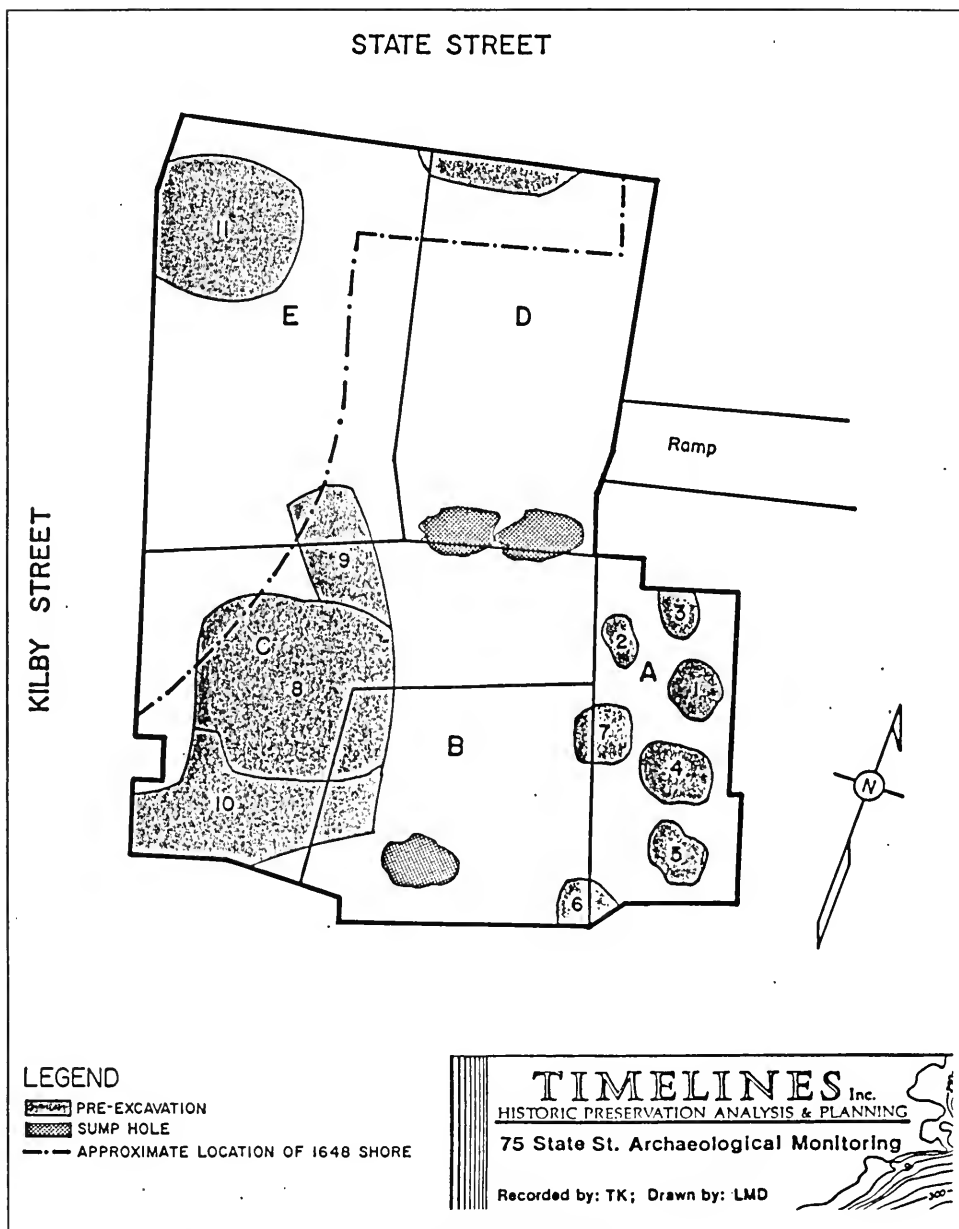 STATE STREET
11
E
D
Ramp
KILBY STREET
9
3
2
A
C
1
8
7
B
4
10
5
6
N
LEGEND
PRE-EXCAVATION
SUMP HOLE
APPROXIMATE LOCATION OF 1648 SHORE
TIMELINES Inc.
HISTORIC PRESERVATION ANALYSIS & PLANNING
75 State St. Archaeological Monitoring
Recorded by: TK; Drawn by: LMD
300